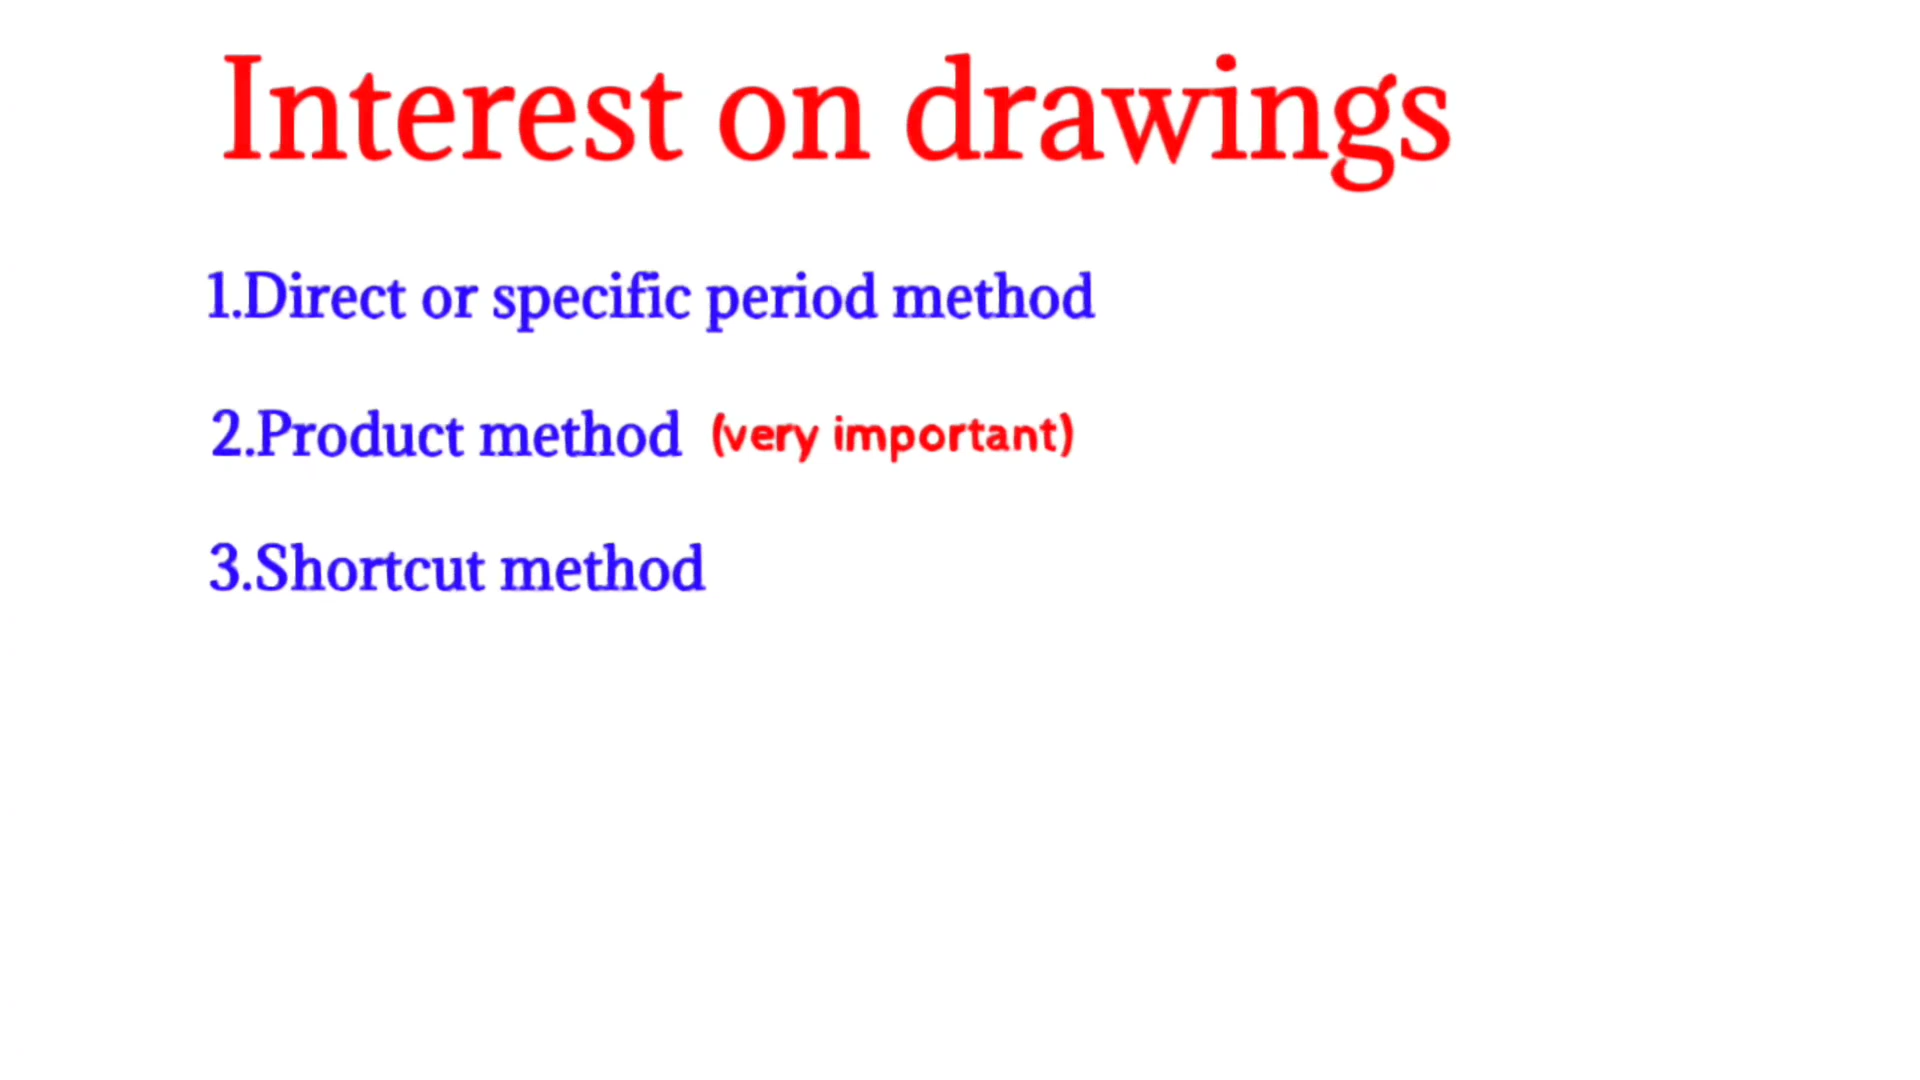 Interest on drawings
1.Direct or specific period method
2.Product method (very important)
3.Shortcut method